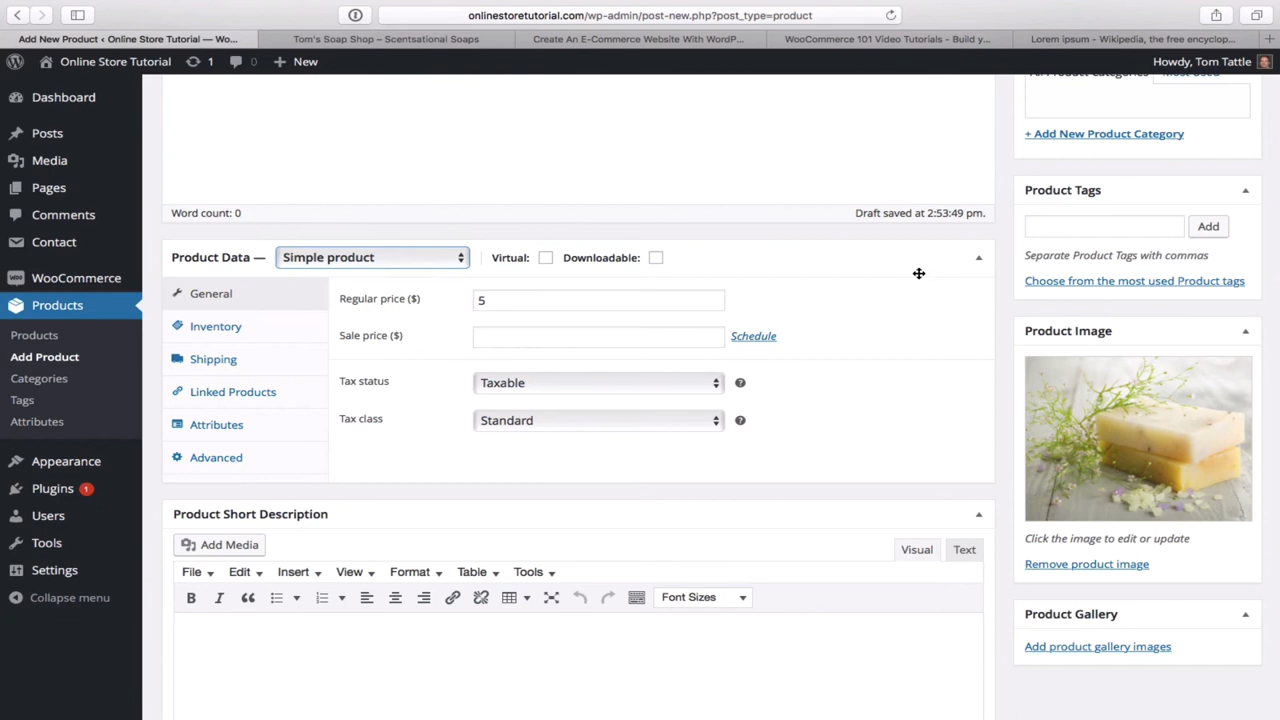 onlinestoretutorial.com/wp-admin/post-new.php?post_type=product
Add New Product ‹ Online Store Tutorial — Wo...
Tom's Soap Shop – Scentsational Soaps
Create An E-Commerce Website With WordP...
WooCommerce 101 Video Tutorials - Build y...
Lorem ipsum - Wikipedia, the free encyclop...
Online Store Tutorial
1
0
New
Howdy, Tom Tattle
Dashboard
Posts
Media
Pages
Comments
Contact
WooCommerce
Products
Products
Add Product
Categories
Tags
Attributes
Appearance
Plugins 1
Users
Tools
Settings
Collapse menu
Word count: 0
Draft saved at 2:53:49 pm.
Product Data —
Simple product
Virtual:
Downloadable:
General
Inventory
Shipping
Linked Products
Attributes
Advanced
Regular price ($)
5
Sale price ($)
Schedule
Tax status
Taxable
Tax class
Standard
Product Short Description
Add Media
Visual
Text
File
Edit
Insert
View
Format
Table
Tools
Font Sizes
All Product Categories
Most Used
+ Add New Product Category
Product Tags
Add
Separate Product Tags with commas
Choose from the most used Product tags
Product Image
Click the image to edit or update
Remove product image
Product Gallery
Add product gallery images